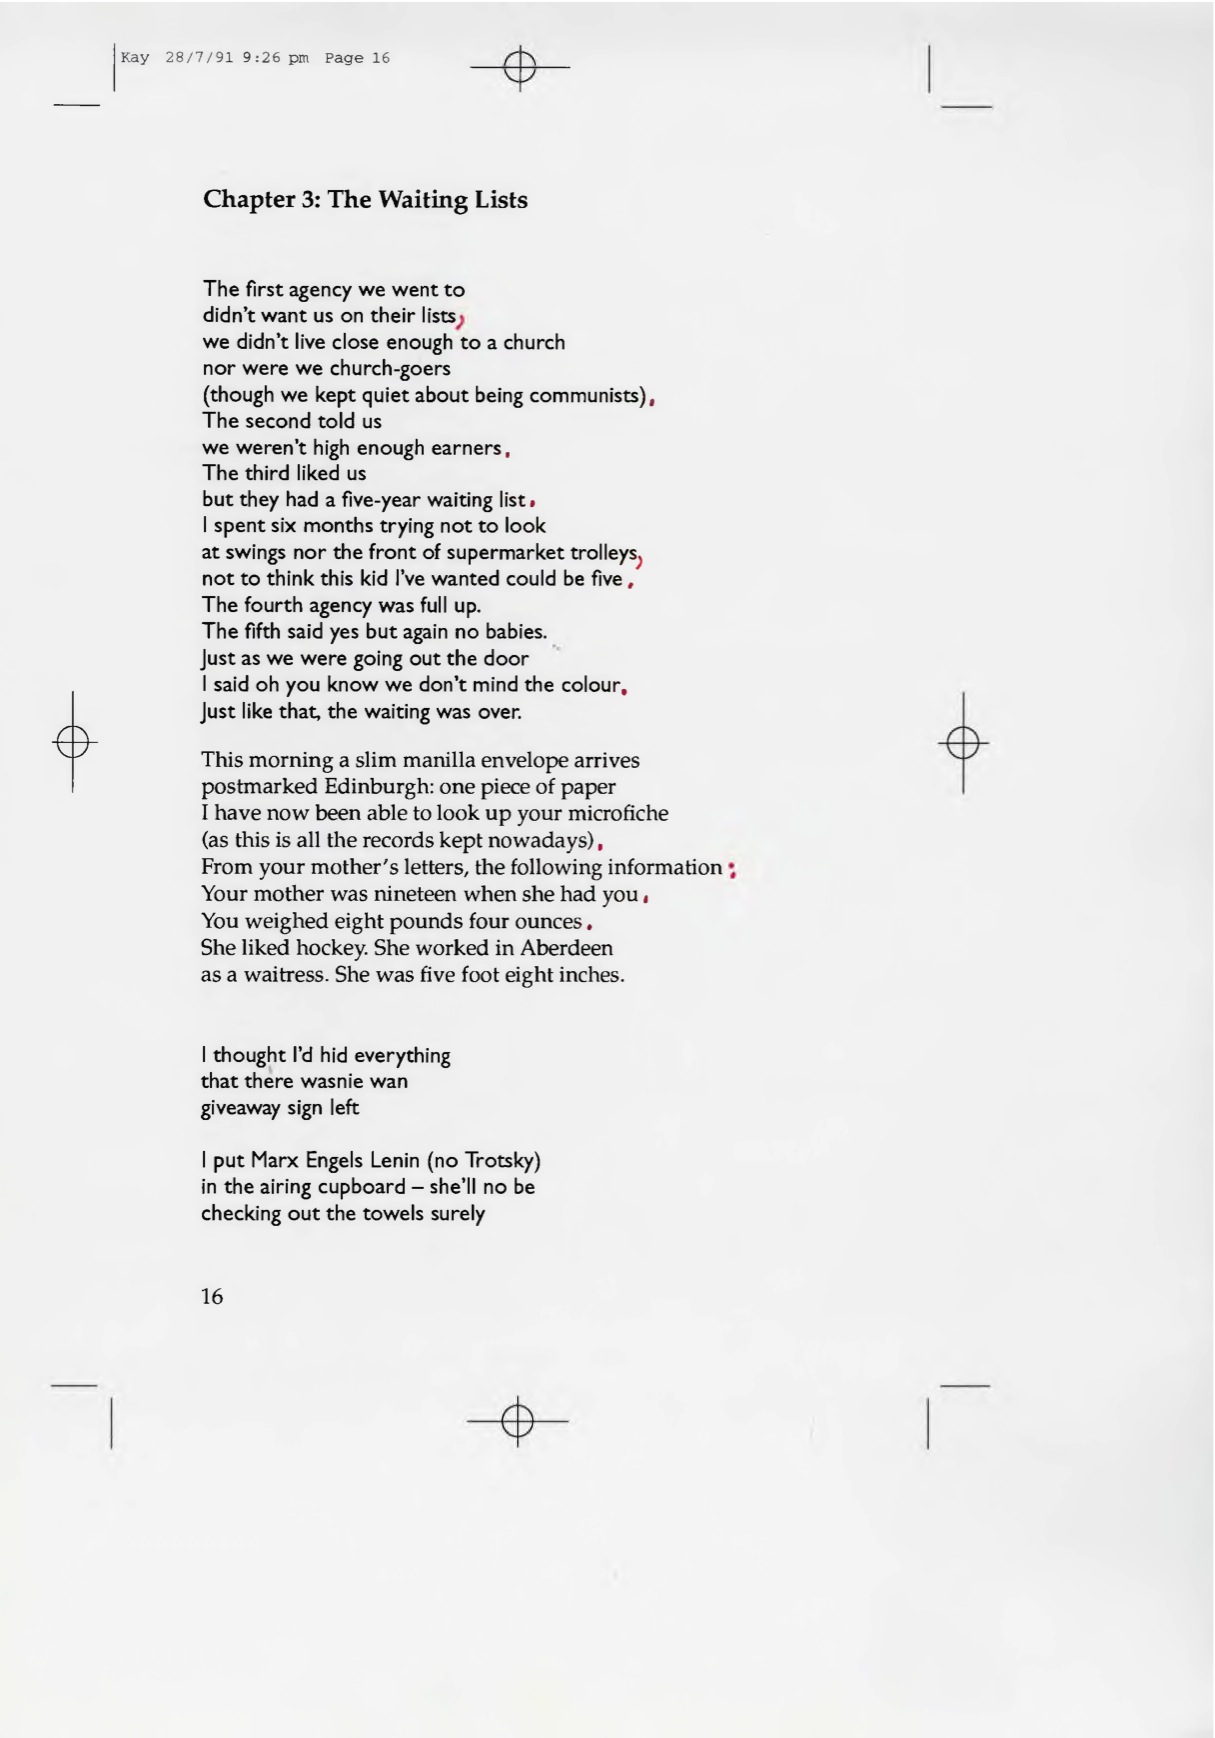 Kay 28/7/91 9:26 pm Page 16
Chapter 3: The Waiting Lists
The first agency we went to
didn't want us on their lists,
we didn't live close enough to a church
nor were we church-goers
(though we kept quiet about being communists).
The second told us
we weren't high enough earners.
The third liked us
but they had a five-year waiting list.
I spent six months trying not to look
at swings nor the front of supermarket trolleys,
not to think this kid I've wanted could be five.
The fourth agency was full up.
The fifth said yes but again no babies.
Just as we were going out the door
I said oh you know we don't mind the colour.
Just like that, the waiting was over.
This morning a slim manilla envelope arrives
postmarked Edinburgh: one piece of paper
I have now been able to look up your microfiche
(as this is all the records kept nowadays).
From your mother's letters, the following information:
Your mother was nineteen when she had you.
You weighed eight pounds four ounces.
She liked hockey. She worked in Aberdeen
as a waitress. She was five foot eight inches.
I thought I'd hid everything
that there wasnie wan
giveaway sign left
I put Marx Engels Lenin (no Trotsky)
in the airing cupboard – she'll no be
checking out the towels surely
16